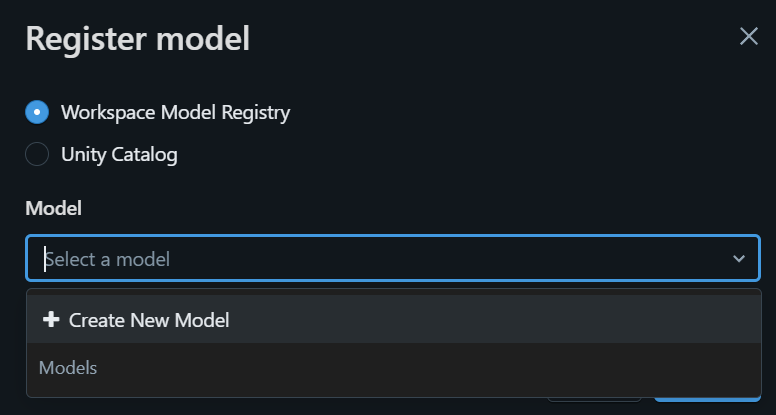 Register model
Workspace Model Registry
Unity Catalog
Model
Select a model
Create New Model
Models